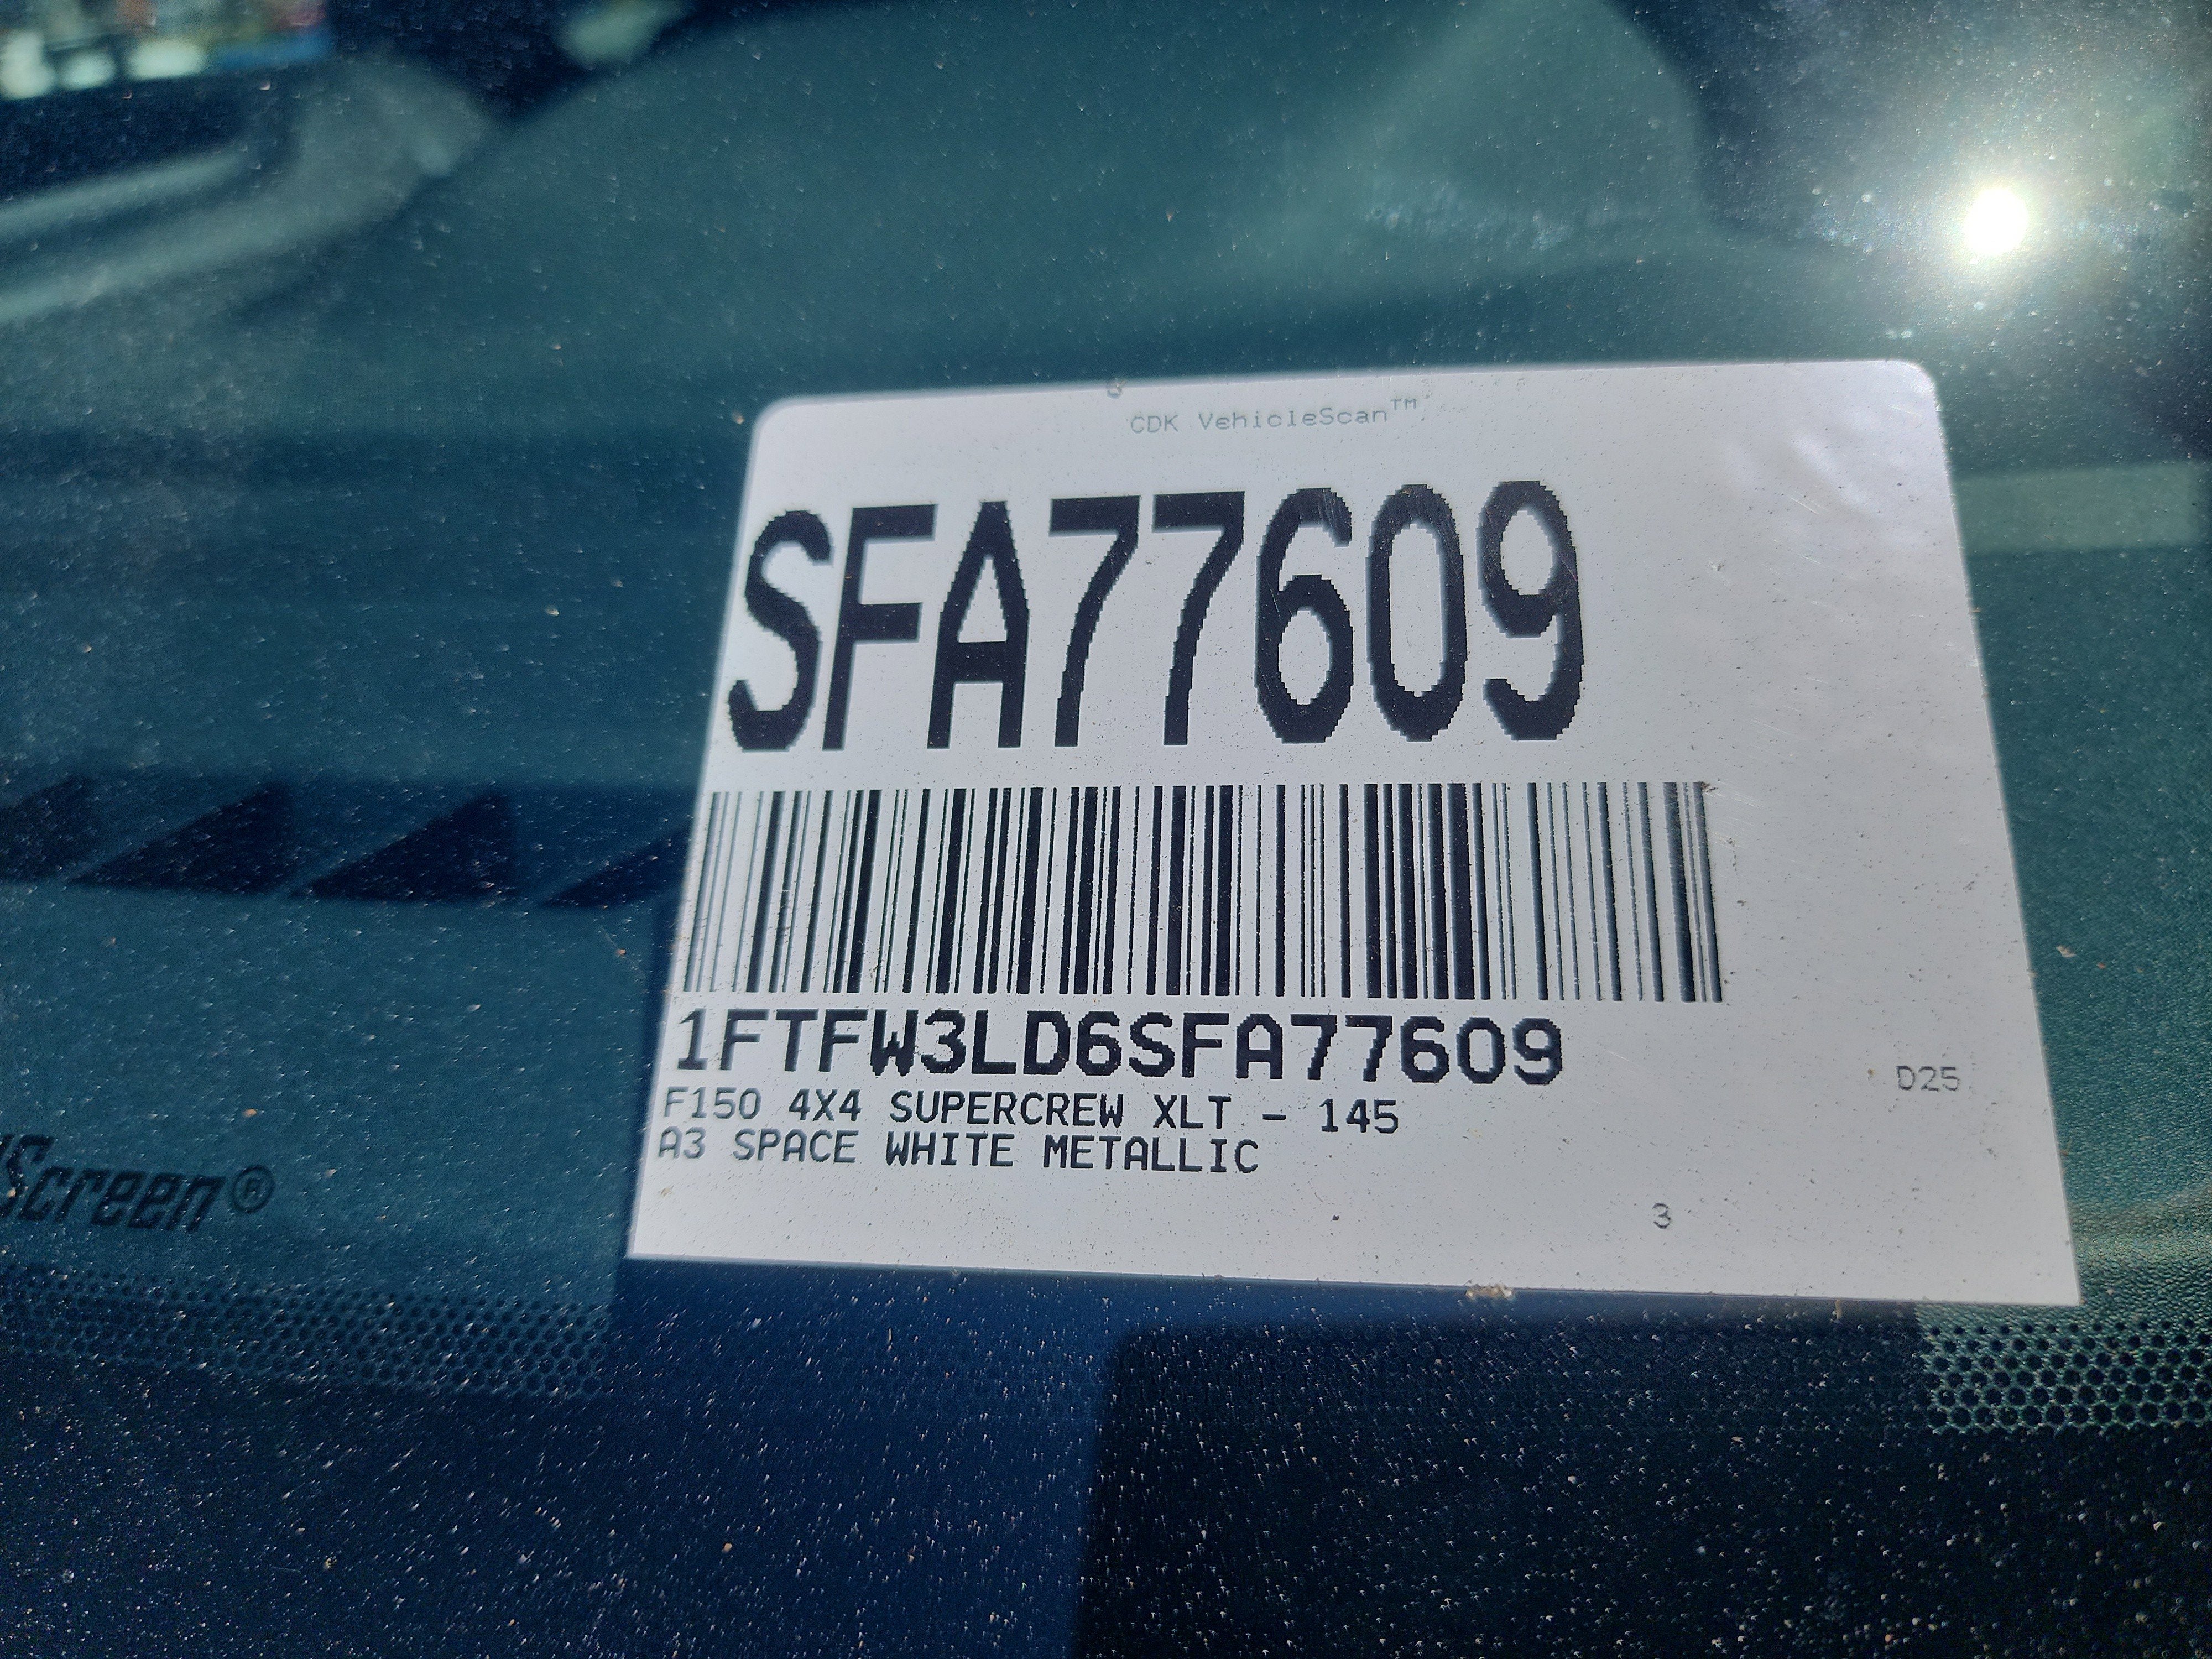 CDK VehicleScan™
SFA77609
1FTFW3LD6SFA77609
F150 4X4 SUPERCREW XLT - 145
D25
A3 SPACE WHITE METALLIC
3
Screen®